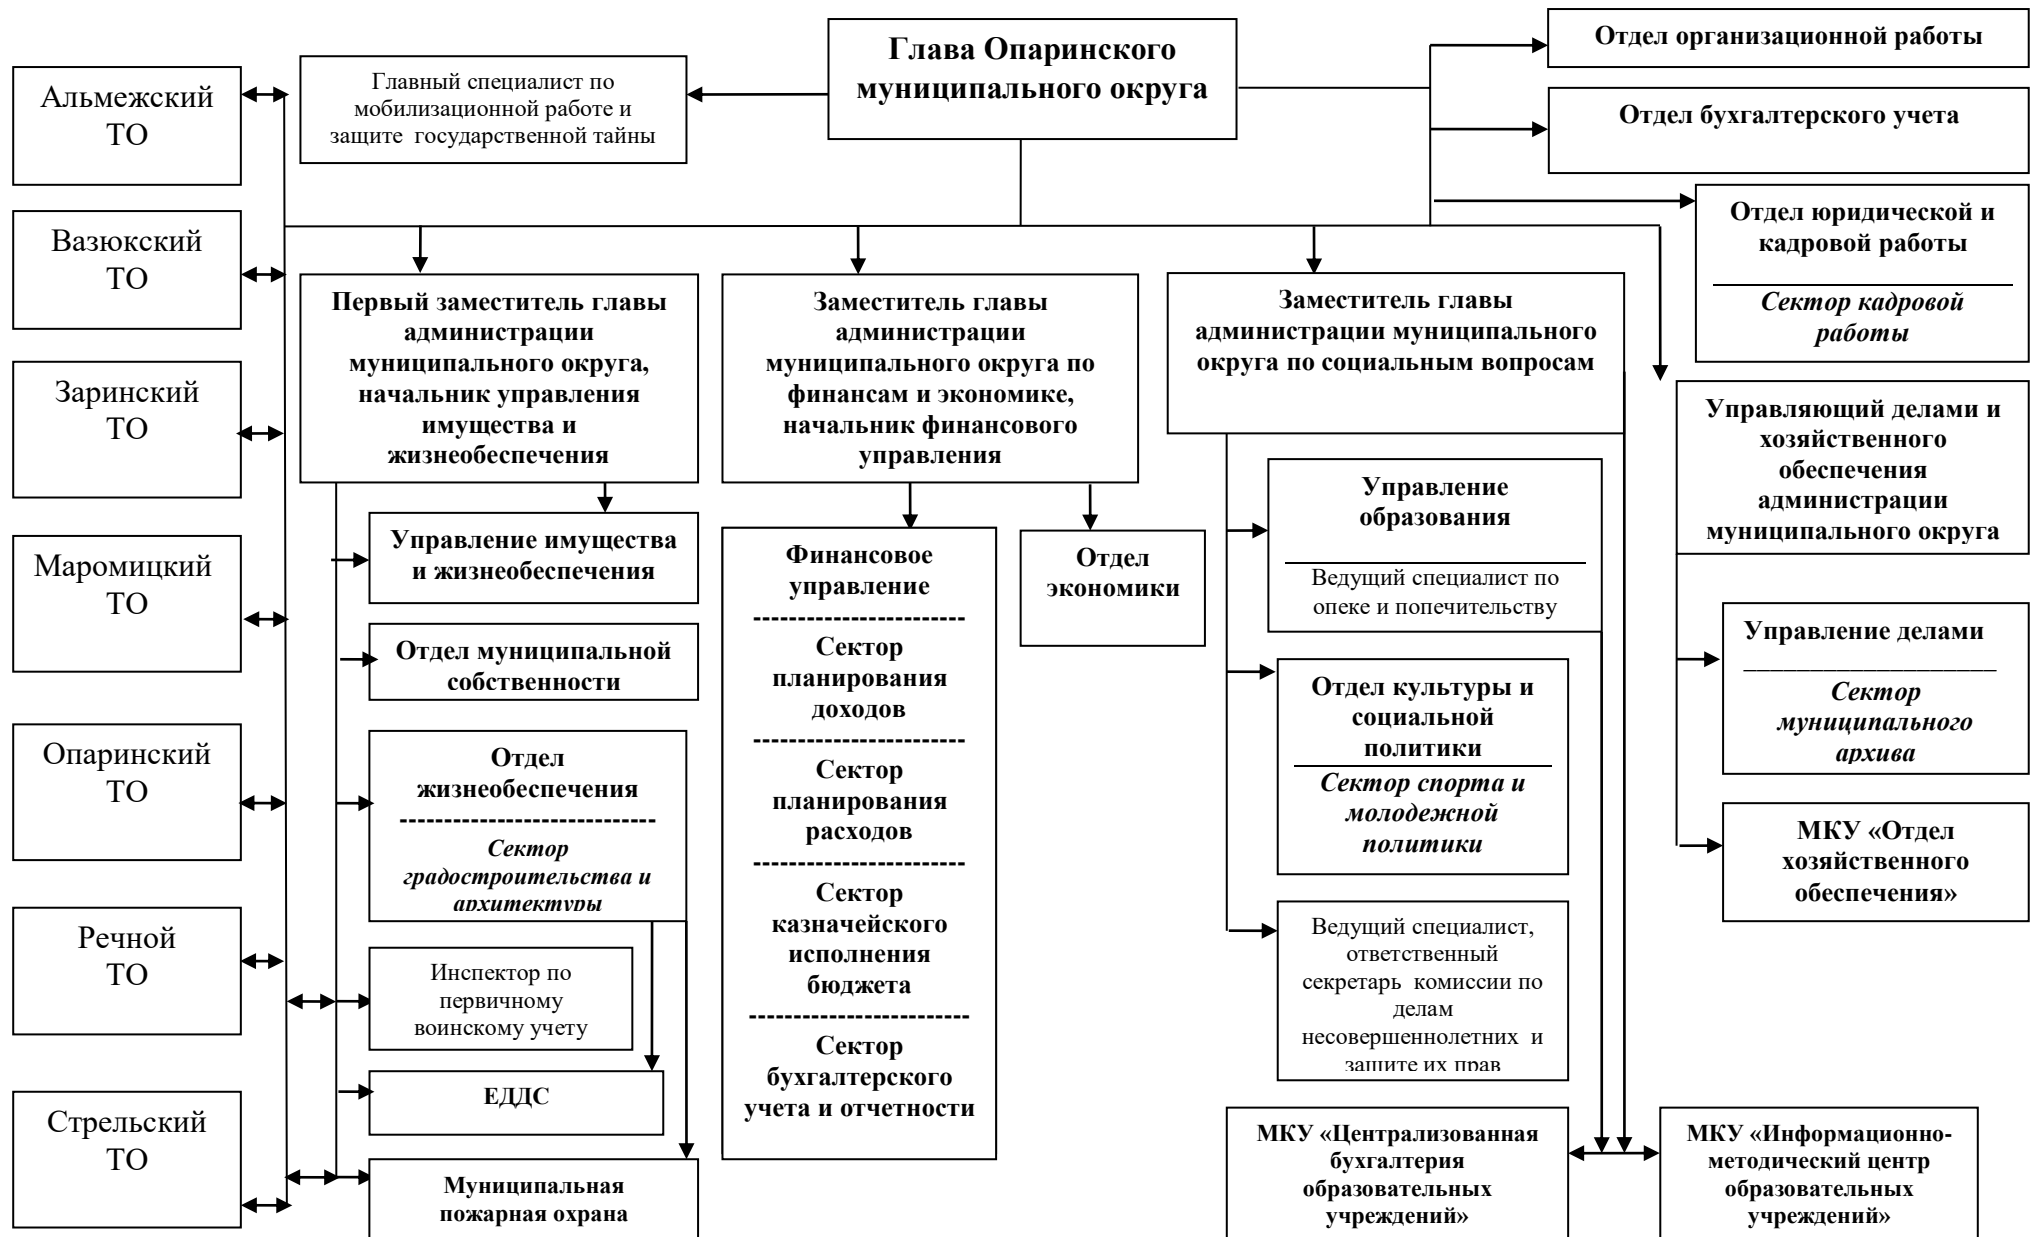 Глава Опаринского
муниципального округа
Главный специалист по
мобилизационной работе и
защите государственной тайны
Отдел организационной работы
Отдел бухгалтерского учета
Отдел юридической и
кадровой работы
Сектор кадровой
работы
Альмежский
ТО
Вазюкский
ТО
Заринский
ТО
Маромицкий
ТО
Опаринский
ТО
Речной
ТО
Стрельский
ТО
Первый заместитель главы
администрации
муниципального округа,
начальник управления
имущества и
жизнеобеспечения
Управление имущества
и жизнеобеспечения
Отдел муниципальной
собственности
Отдел
жизнеобеспечения
-----------------------------
Сектор
градостроительства и
архитектуры
Инспектор по
первичному
воинскому учету
ЕДДС
Муниципальная
пожарная охрана
Заместитель главы
администрации
муниципального округа по
финансам и экономике,
начальник финансового
управления
Финансовое
управление
------------------------
Сектор
планирования
доходов
------------------------
Сектор
планирования
расходов
------------------------
Сектор
казначейского
исполнения
бюджета
-------------------------
Сектор
бухгалтерского
учета и отчетности
Отдел
экономики
Заместитель главы
администрации муниципального
округа по социальным вопросам
Управление
образования
Ведущий специалист по
опеке и попечительству
Отдел культуры и
социальной
политики
Сектор спорта и
молодежной
политики
Ведущий специалист,
ответственный
секретарь комиссии по
делам
несовершеннолетних и
защите их прав
МКУ «Централизованная
бухгалтерия
образовательных
учреждений»
МКУ «Информационно-
методический центр
образовательных
учреждений»
Управляющий делами и
хозяйственного
обеспечения
администрации
муниципального округа
Управление делами
___________________
Сектор
муниципального
архива
МКУ «Отдел
хозяйственного
обеспечения»